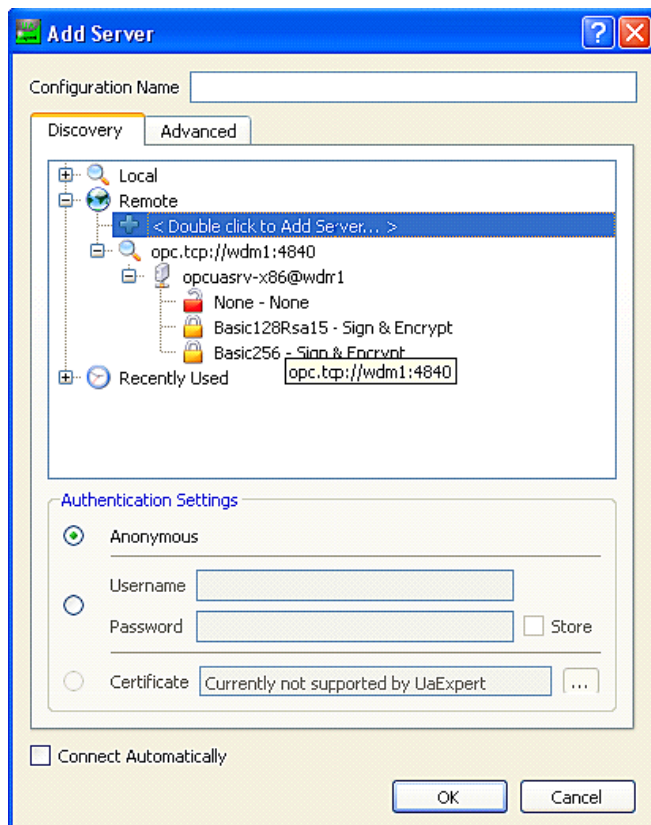 Add Server
Configuration Name
Discovery Advanced
Local
Remote
< Double click to Add Server... >
opc.tcp://wdm1:4840
opcuasrv-x86@wdm1
None - None
Basic128Rsa15 - Sign & Encrypt
Basic256 - Sign & Encrypt
opc.tcp://wdm1:4840
Recently Used
Authentication Settings
Anonymous
Username
Password Store
Certificate Currently not supported by UaExpert ...
Connect Automatically
OK Cancel